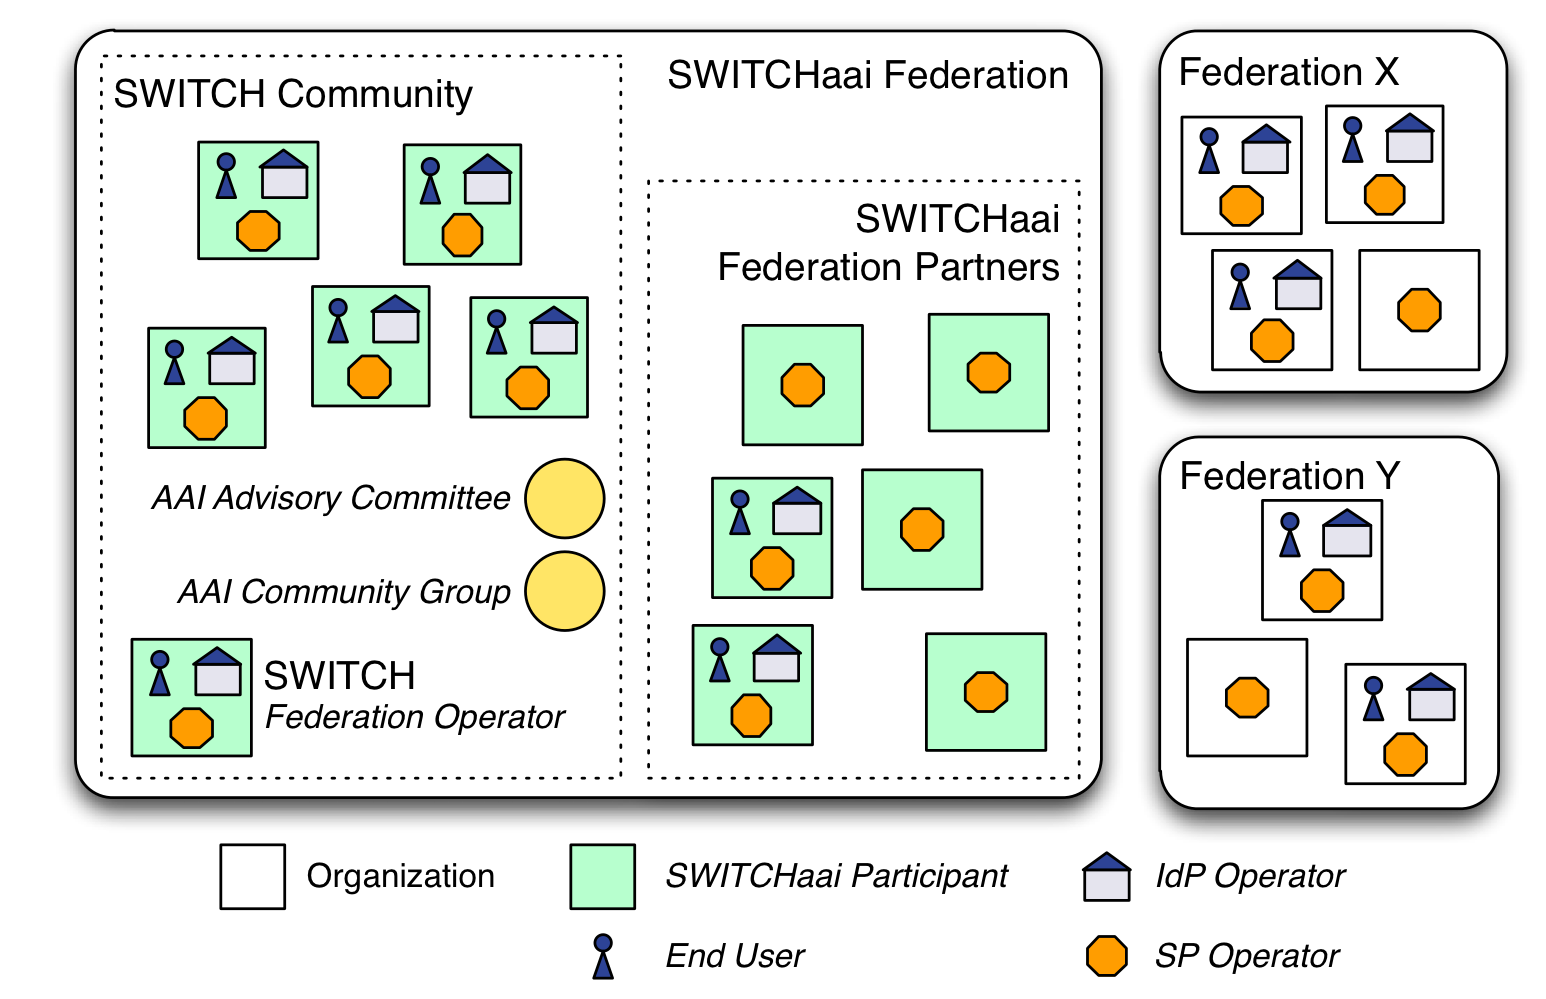 SWITCH Community
SWITCHaai Federation
SWITCHaai
Federation Partners
AAI Advisory Committee
AAI Community Group
SWITCH
Federation Operator
Federation X
Federation Y
Organization
SWITCHaai Participant
IdP Operator
End User
SP Operator